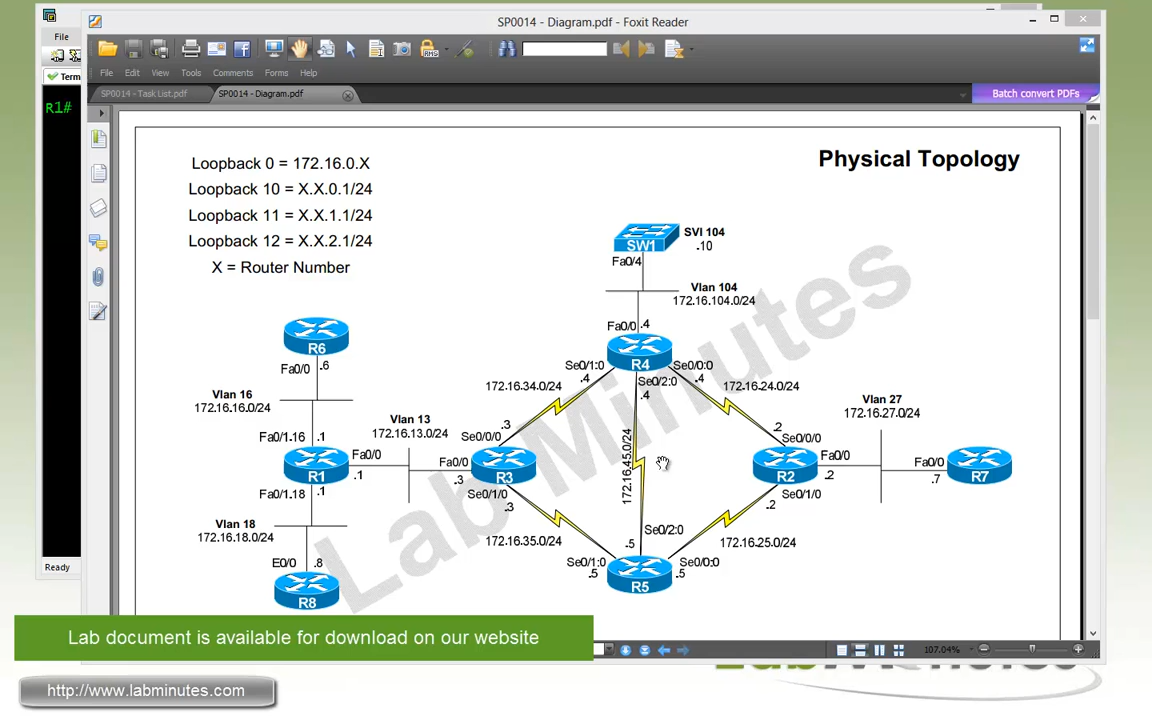 SP0014 - Diagram.pdf - Foxit Reader
File
Term
R1#
Ready
File Edit View Tools Comments Forms Help
SP0014 - Task List.pdf
SP0014 - Diagram.pdf
Batch convert PDFs
Loopback 0 = 172.16.0.X
Loopback 10 = X.X.0.1/24
Loopback 11 = X.X.1.1/24
Loopback 12 = X.X.2.1/24
X = Router Number
Physical Topology
SW1
SVI 104
.10
Fa0/4
Vlan 104
172.16.104.0/24
Fa0/0 .4
R4
Se0/1:0
.4
Se0/2:0
.4
Se0/0:0
.4
R6
Fa0/0 .6
Vlan 16
172.16.16.0/24
Fa0/1.16 .1
R1
Fa0/0
.1
Fa0/1.18 .1
Vlan 13
172.16.13.0/24
172.16.34.0/24
.3
Se0/0/0
Fa0/0
.3
R3
Se0/1/0
.3
172.16.45.0/24
172.16.24.0/24
.2
Se0/0/0
R2
Fa0/0
.2
Se0/1/0
.2
Vlan 27
172.16.27.0/24
Fa0/0
.7
R7
Vlan 18
172.16.18.0/24
E0/0 .8
R8
172.16.35.0/24
Se0/1:0
.5
Se0/2:0
.5
R5
Se0/0:0
.5
172.16.25.0/24
Lab Minutes
107.04%
Lab document is available for download on our website
http://www.labminutes.com